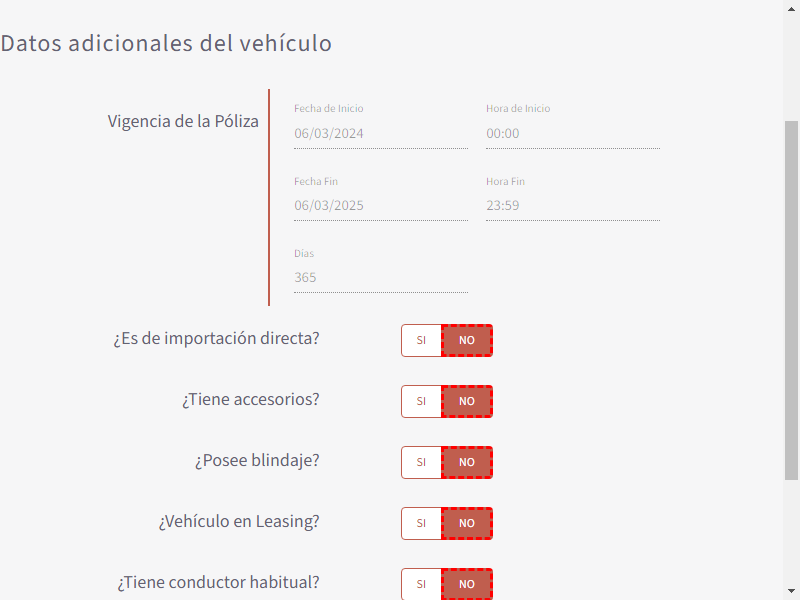 Datos adicionales del vehículo
Vigencia de la Póliza
Fecha de Inicio
Hora de Inicio
06/03/2024
00:00
Fecha Fin
Hora Fin
06/03/2025
23:59
Días
365
¿Es de importación directa?
SI NO
¿Tiene accesorios?
SI NO
¿Posee blindaje?
SI NO
¿Vehículo en Leasing?
SI NO
¿Tiene conductor habitual?
SI NO